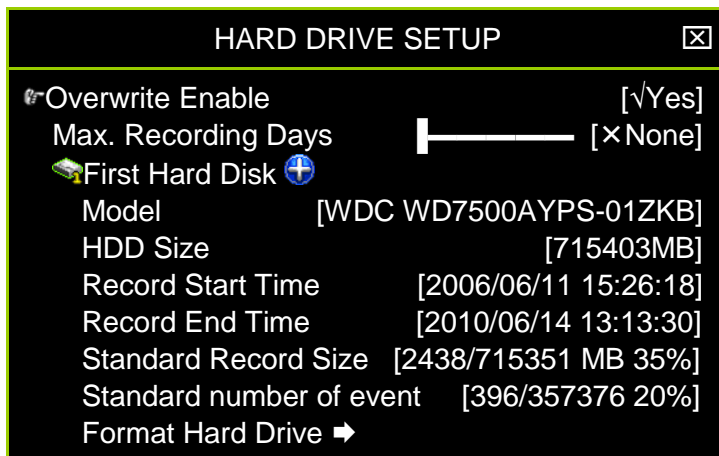 HARD DRIVE SETUP
Overwrite Enable [√Yes]
Max. Recording Days [×None]
First Hard Disk
Model [WDC WD7500AYPS-01ZKB]
HDD Size [715403MB]
Record Start Time [2006/06/11 15:26:18]
Record End Time [2010/06/14 13:13:30]
Standard Record Size [2438/715351 MB 35%]
Standard number of event [396/357376 20%]
Format Hard Drive